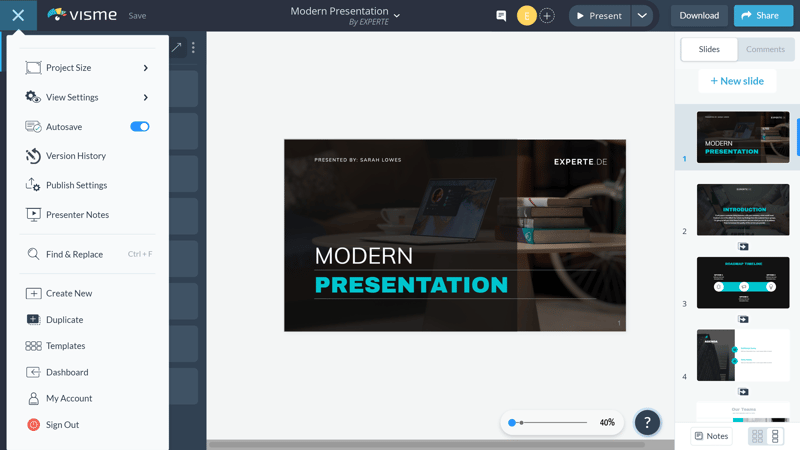 visme
Save
Modern Presentation
By EXPERTE
E
Present
Download
Share
Project Size
View Settings
Autosave
Version History
Publish Settings
Presenter Notes
Find & Replace
Ctrl + F
Create New
Duplicate
Templates
Dashboard
My Account
Sign Out
PRESENTED BY: SARAH LOWES
EXPERTE.DE
MODERN
PRESENTATION
1
40%
?
Slides
Comments
+ New slide
1
MODERN
PRESENTATION
2
INTRODUCTION
3
ROADMAP TIMELINE
4
Notes